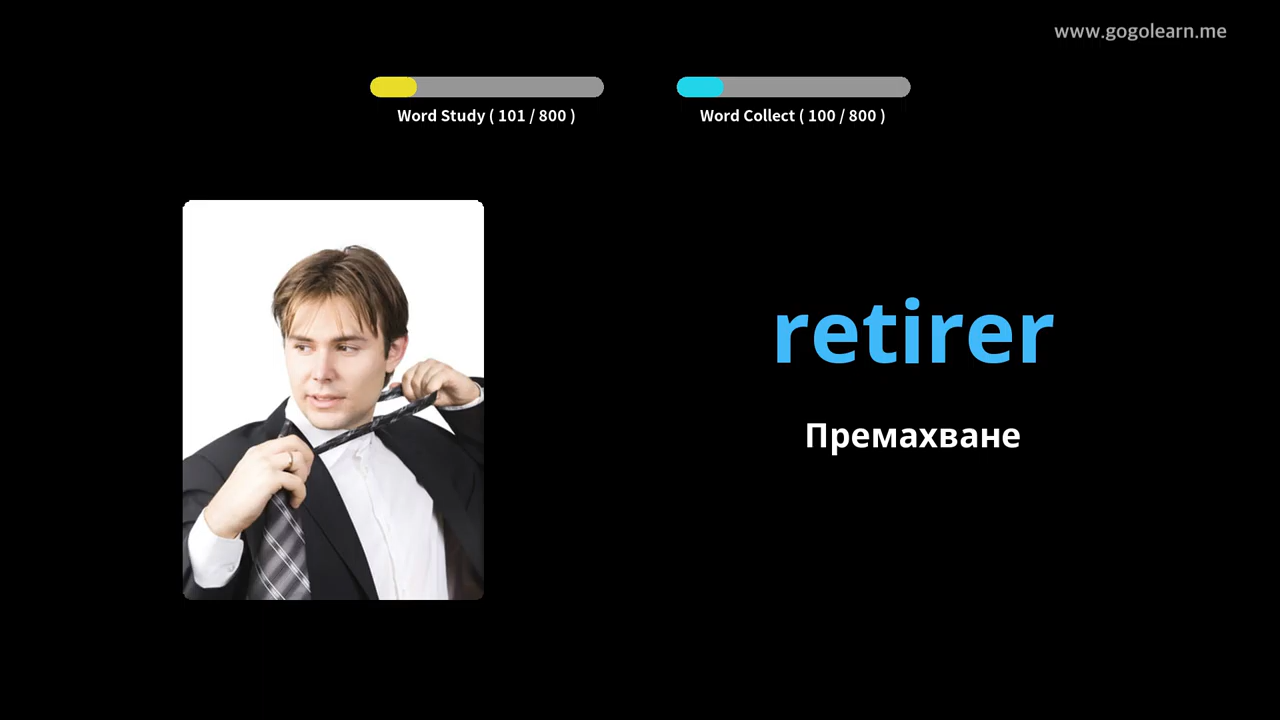 www.gogolearn.me
Word Study ( 101 / 800 )
Word Collect ( 100 / 800 )
retirer
Премахване